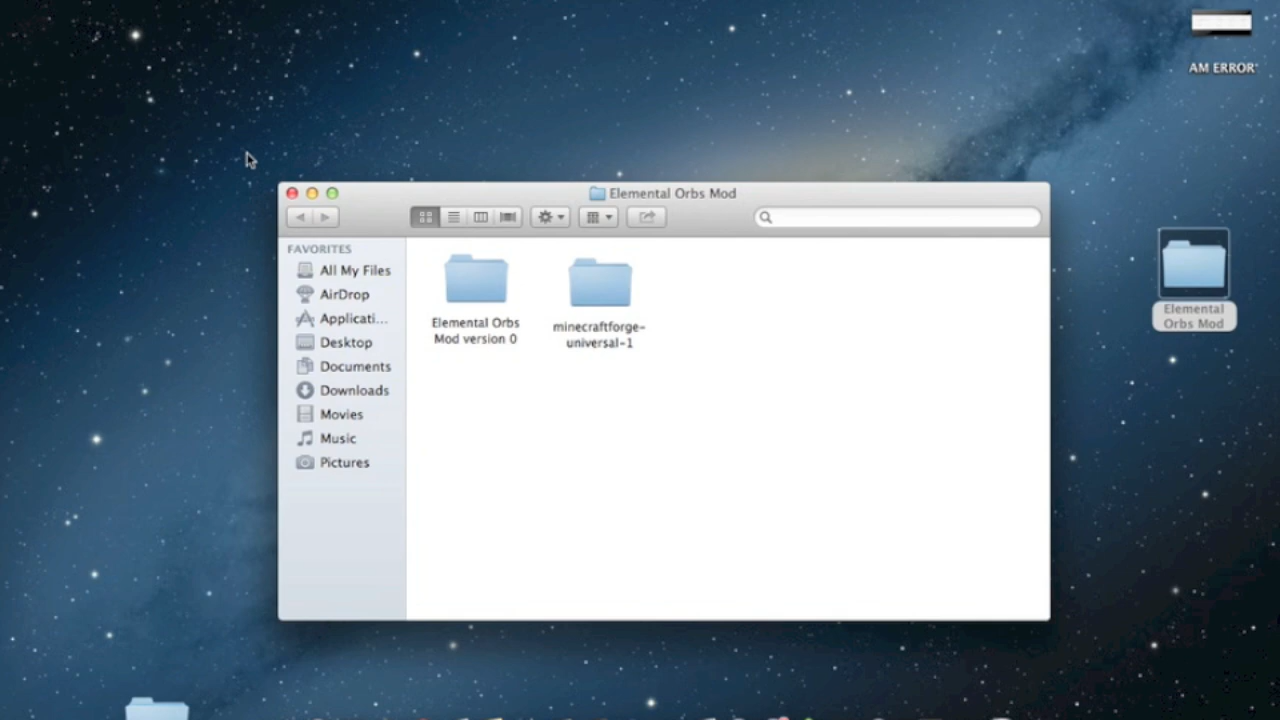 AM ERROR'
Elemental Orbs Mod
FAVORITES
All My Files
AirDrop
Applicati...
Desktop
Documents
Downloads
Movies
Music
Pictures
Elemental Orbs
Mod version 0
minecraftforge-
universal-1
Elemental
Orbs Mod